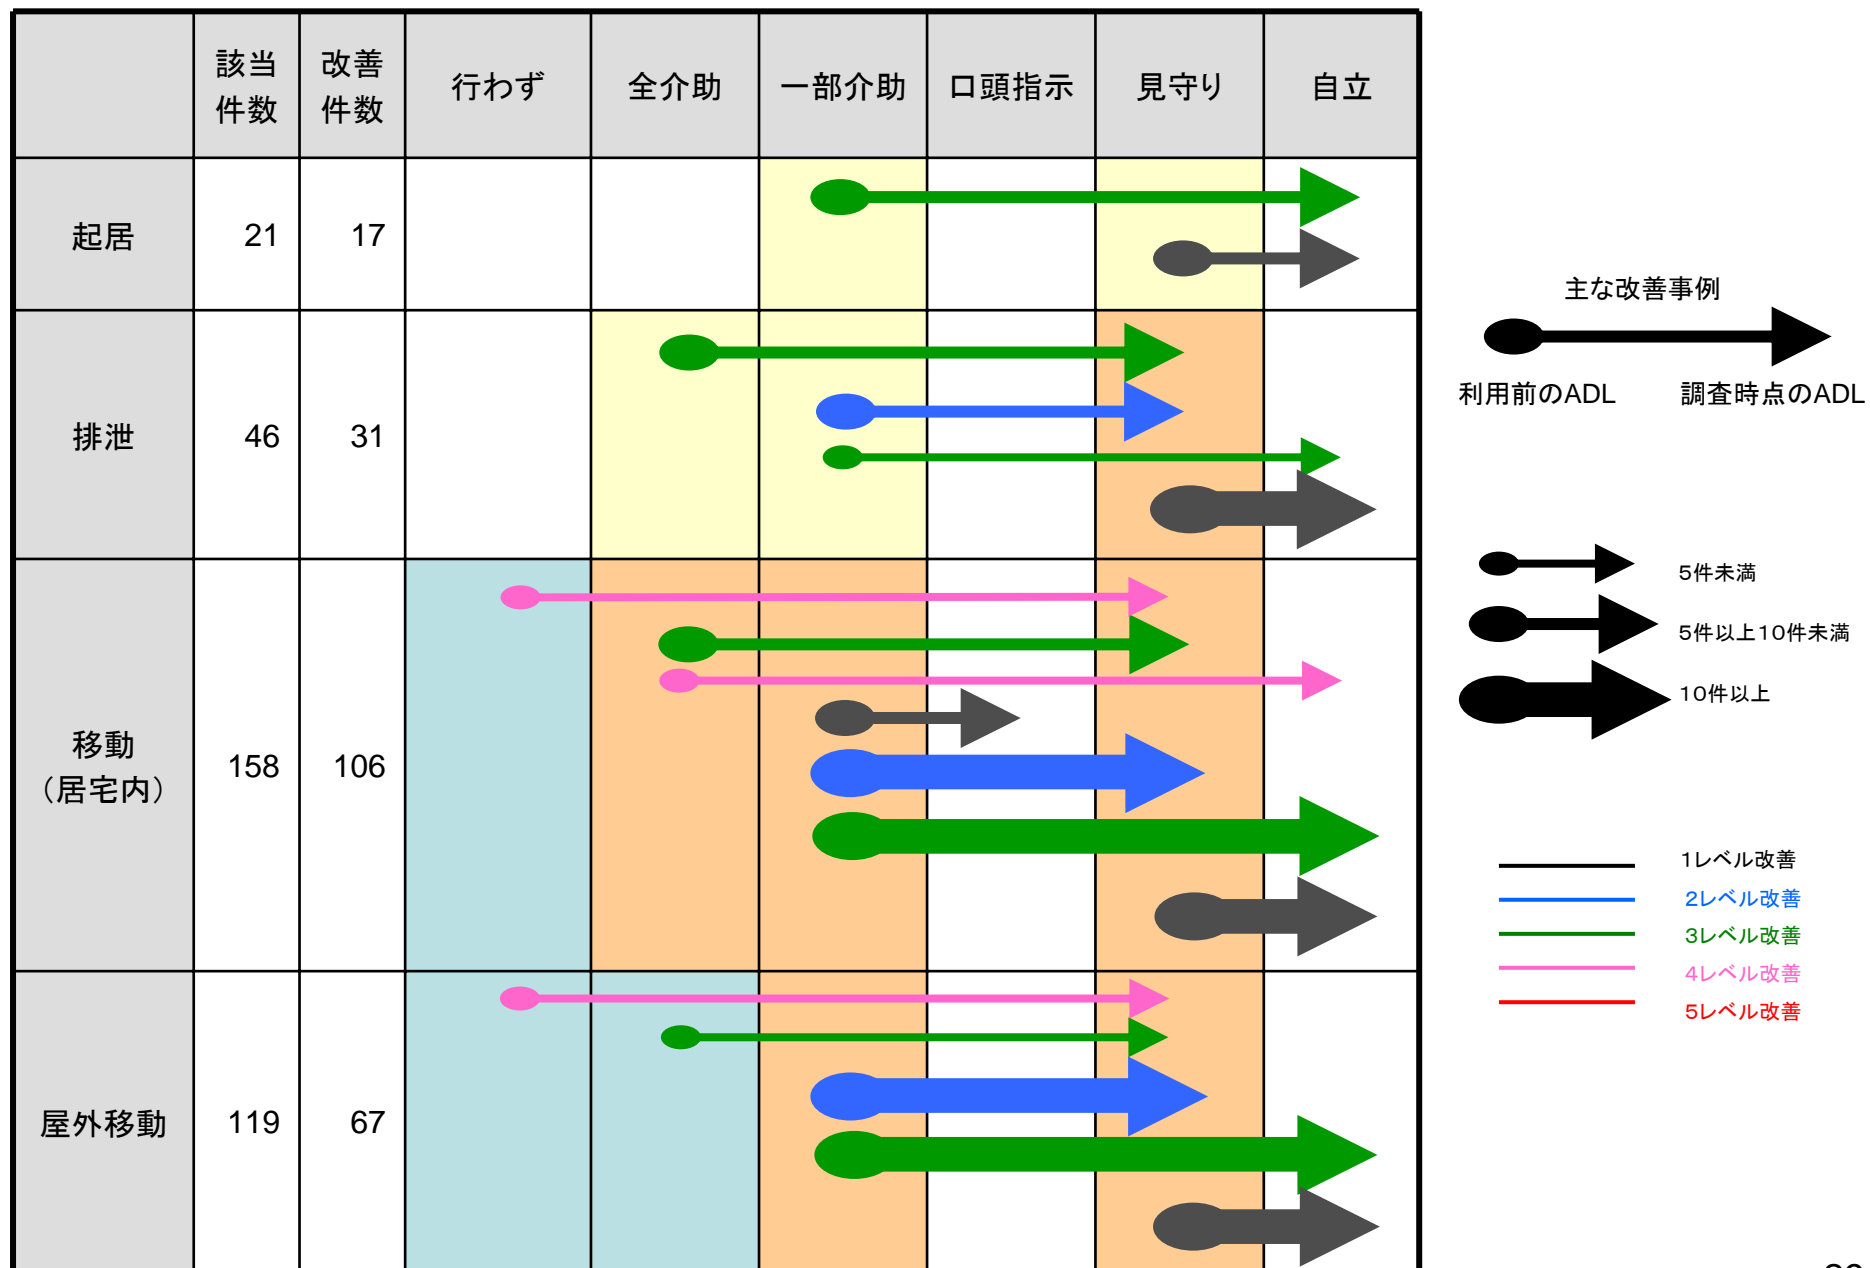 該当
件数
改善
件数
行わず
全介助
一部介助
口頭指示
見守り
自立
起居
21
17
排泄
46
31
移動
（居宅内）
158
106
屋外移動
119
67
主な改善事例
利用前のADL
調査時点のADL
5件未満
5件以上10件未満
10件以上
1レベル改善
2レベル改善
3レベル改善
4レベル改善
5レベル改善